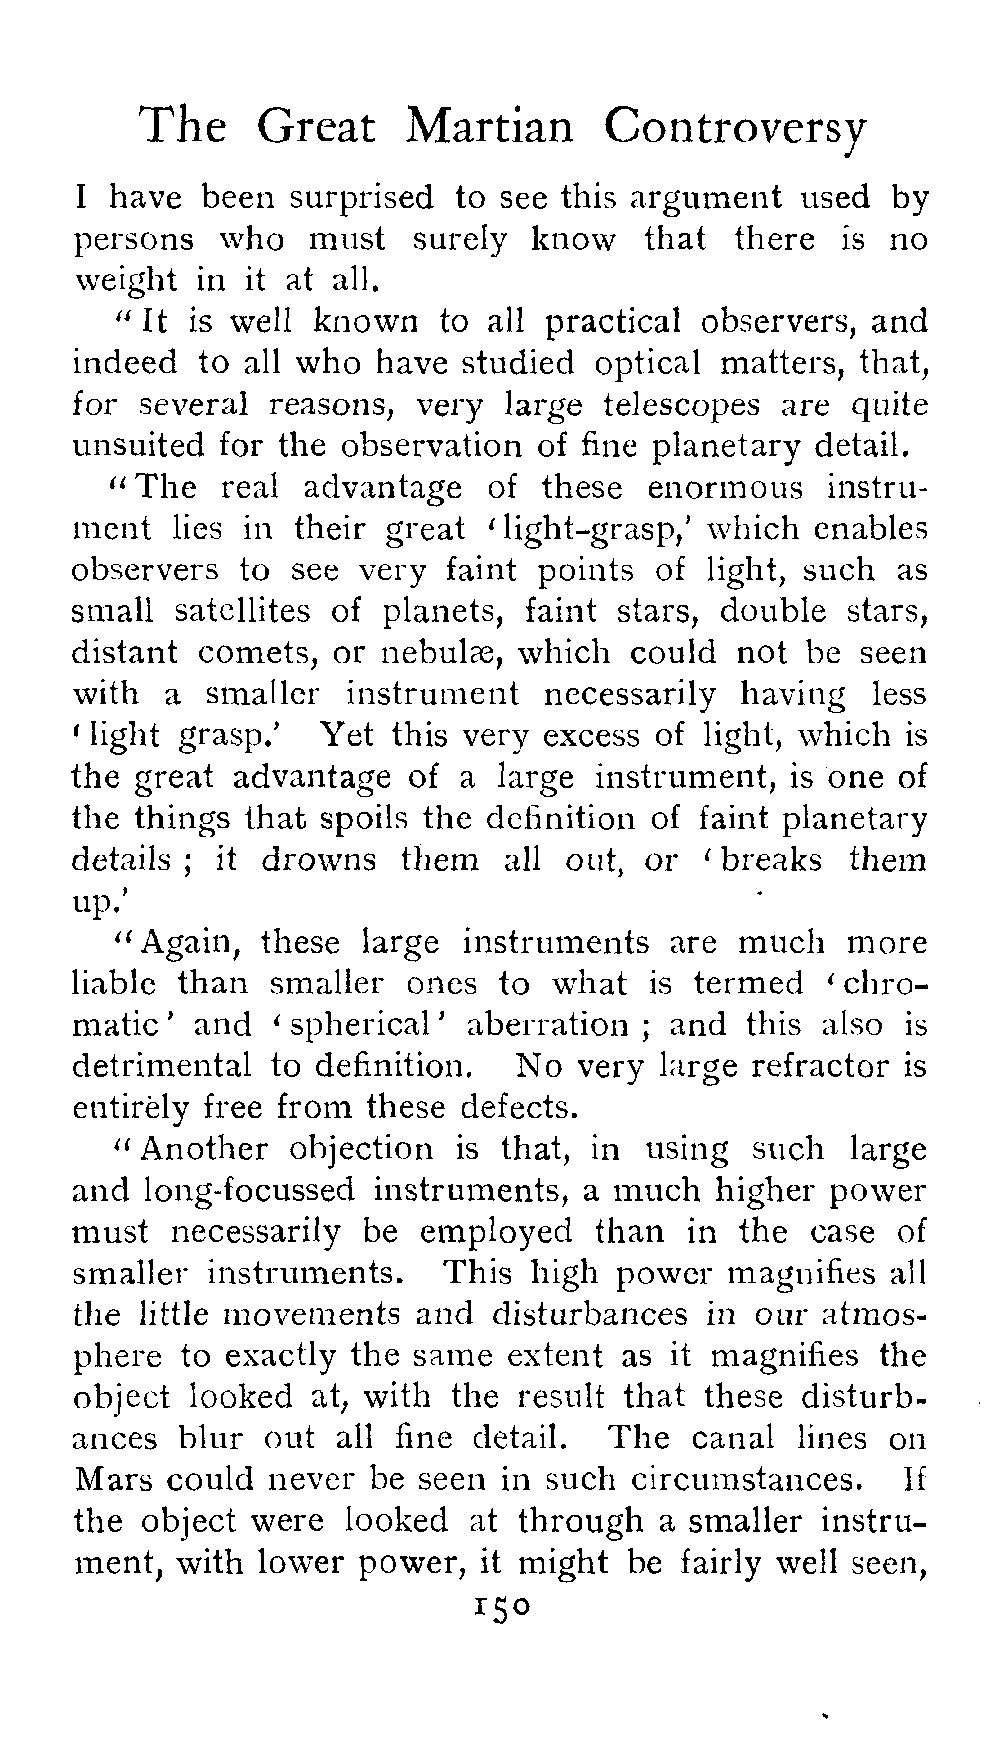 The Great Martian Controversy
I have been surprised to see this argument used by
persons who must surely know that there is no
weight in it at all.
"It is well known to all practical observers, and
indeed to all who have studied optical matters, that,
for several reasons, very large telescopes are quite
unsuited for the observation of fine planetary detail.
"The real advantage of these enormous instru-
ment lies in their great 'light-grasp,' which enables
observers to see very faint points of light, such as
small satellites of planets, faint stars, double stars,
distant comets, or nebulæ, which could not be seen
with a smaller instrument necessarily having less
'light grasp.' Yet this very excess of light, which is
the great advantage of a large instrument, is one of
the things that spoils the definition of faint planetary
details ; it drowns them all out, or 'breaks them
up.'
"Again, these large instruments are much more
liable than smaller ones to what is termed 'chro-
matic' and 'spherical' aberration ; and this also is
detrimental to definition. No very large refractor is
entirèly free from these defects.
"Another objection is that, in using such large
and long-focussed instruments, a much higher power
must necessarily be employed than in the case of
smaller instruments. This high power magnifies all
the little movements and disturbances in our atmos-
phere to exactly the same extent as it magnifies the
object looked at, with the result that these disturb-
ances blur out all fine detail. The canal lines on
Mars could never be seen in such circumstances. If
the object were looked at through a smaller instru-
ment, with lower power, it might be fairly well seen,
150